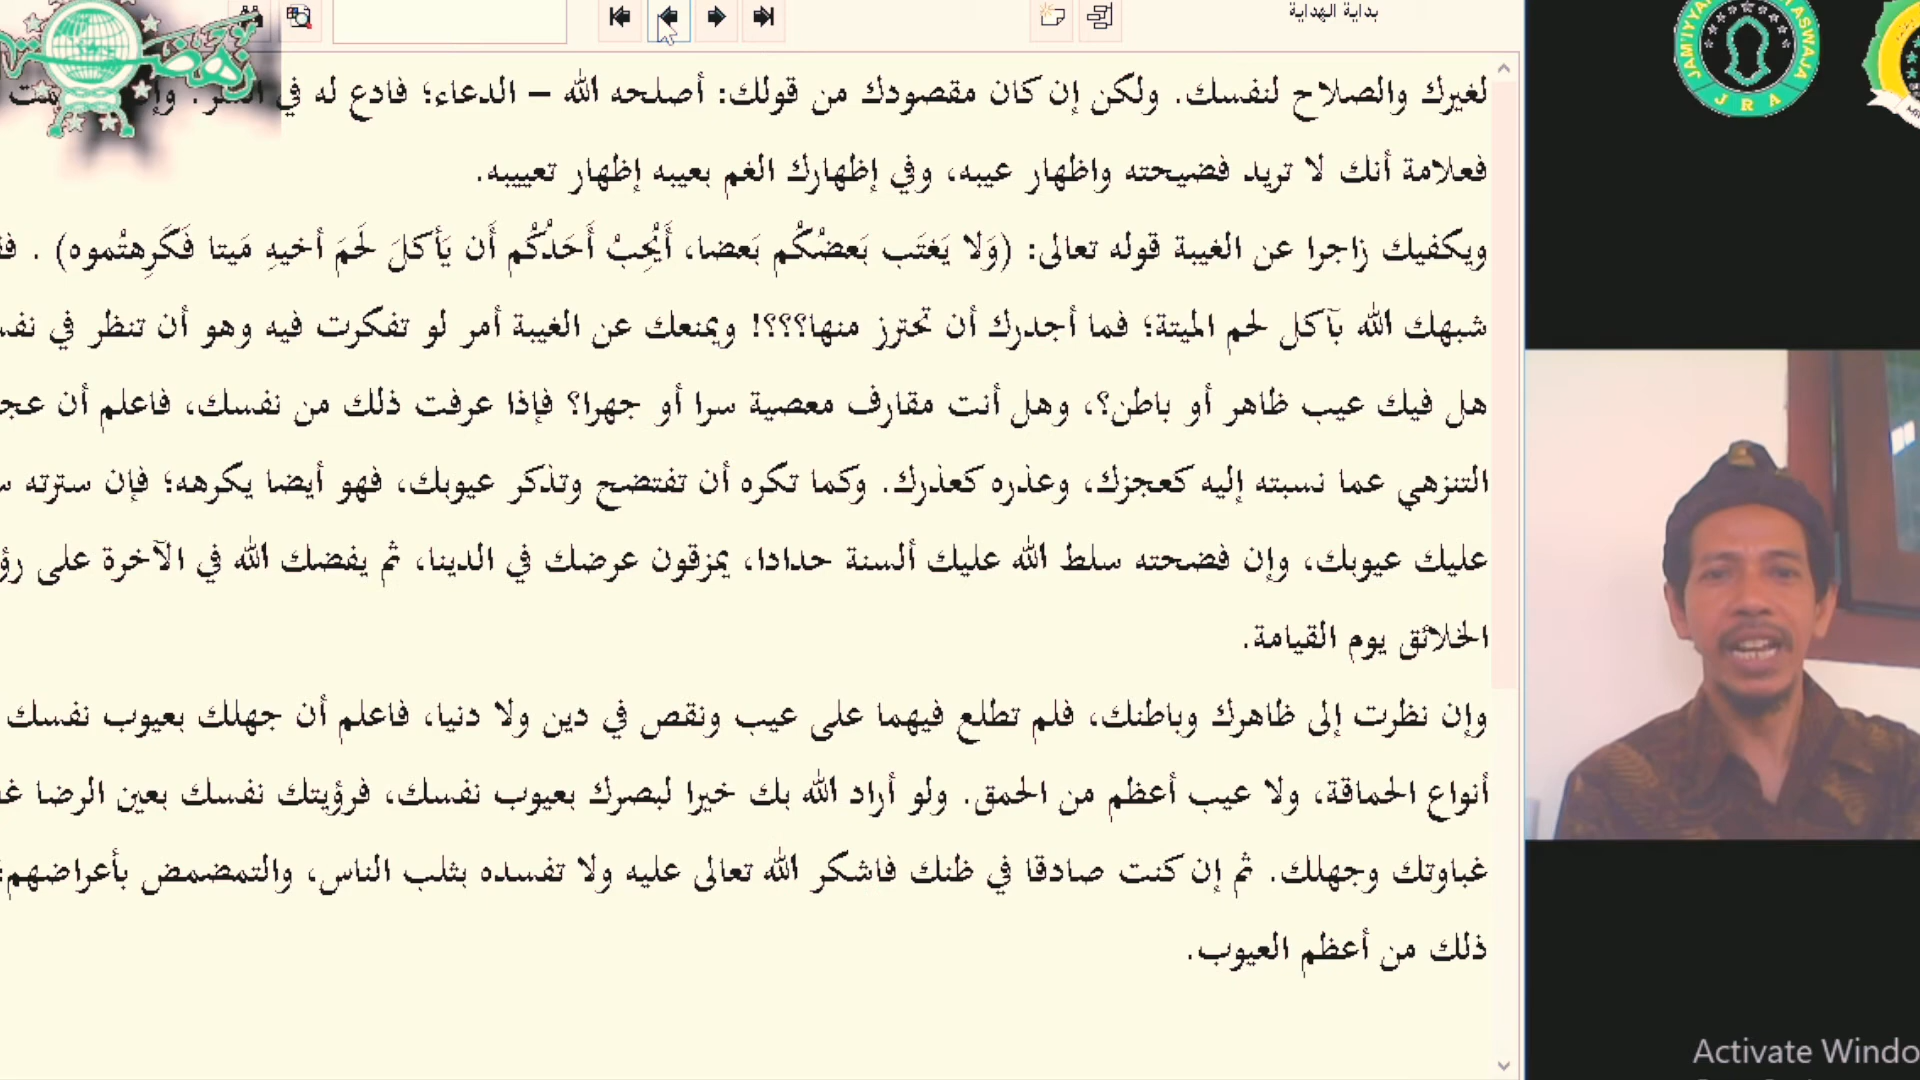 بداية الهداية
لغيرك والصلاح لنفسك. ولكن إن كان مقصودك من قولك: أصلحه الله – الدعاء؛ فادع له في
فعلامة أنك لا تريد فضيحته واظهار عيبه، وفي إظهارك الغم بعيبه إظهار تعييبه.
ويكفيك زاجرا عن الغيبة قوله تعالى: (وَلا يَغتَب بَعضُكُم بَعضا، أَيُحِبُ أَحَدُكُم أَن يَأكلَ لَحمَ أخيهِ مَيتا فَكَرِهتُموه) .
شبهك الله بآكل لحم الميتة؛ فما أجدرك أن تحترز منها؟؟؟! ويمنعك عن الغيبة أمر لو تفكرت فيه وهو أن تنظر في
هل فيك عيب ظاهر أو باطن؟، وهل أنت مقارف معصية سرا أو جهرا؟ فإذا عرفت ذلك من نفسك، فاعلم أن
التنزهي عما نسبته إليه كعجزك، وعذره كعذرك. وكما تكره أن تفتضح وتذكر عيوبك، فهو أيضا يكرهه؛ فإن سترته
عليك عيوبك، وإن فضحته سلط الله عليك ألسنة حدادا، يمزقون عرضك في الدينا، ثم يفضك الله في الآخرة على
الخلائق يوم القيامة.
وإن نظرت إلى ظاهرك وباطنك، فلم تطلع فيهما على عيب ونقص في دين ولا دنيا، فاعلم أن جهلك بعيوب نفسك
أنواع الحماقة، ولا عيب أعظم من الحمق. ولو أراد الله بك خيرا لبصرك بعيوب نفسك، فرؤيتك نفسك بعين الرضا
غباوتك وجهلك. ثم إن كنت صادقا في ظنك فاشكر الله تعالى عليه ولا تفسده بثلب الناس، والتمضمض بأعراضهم؛
ذلك من أعظم العيوب.
ASWAJA
JRA
Activate Windo